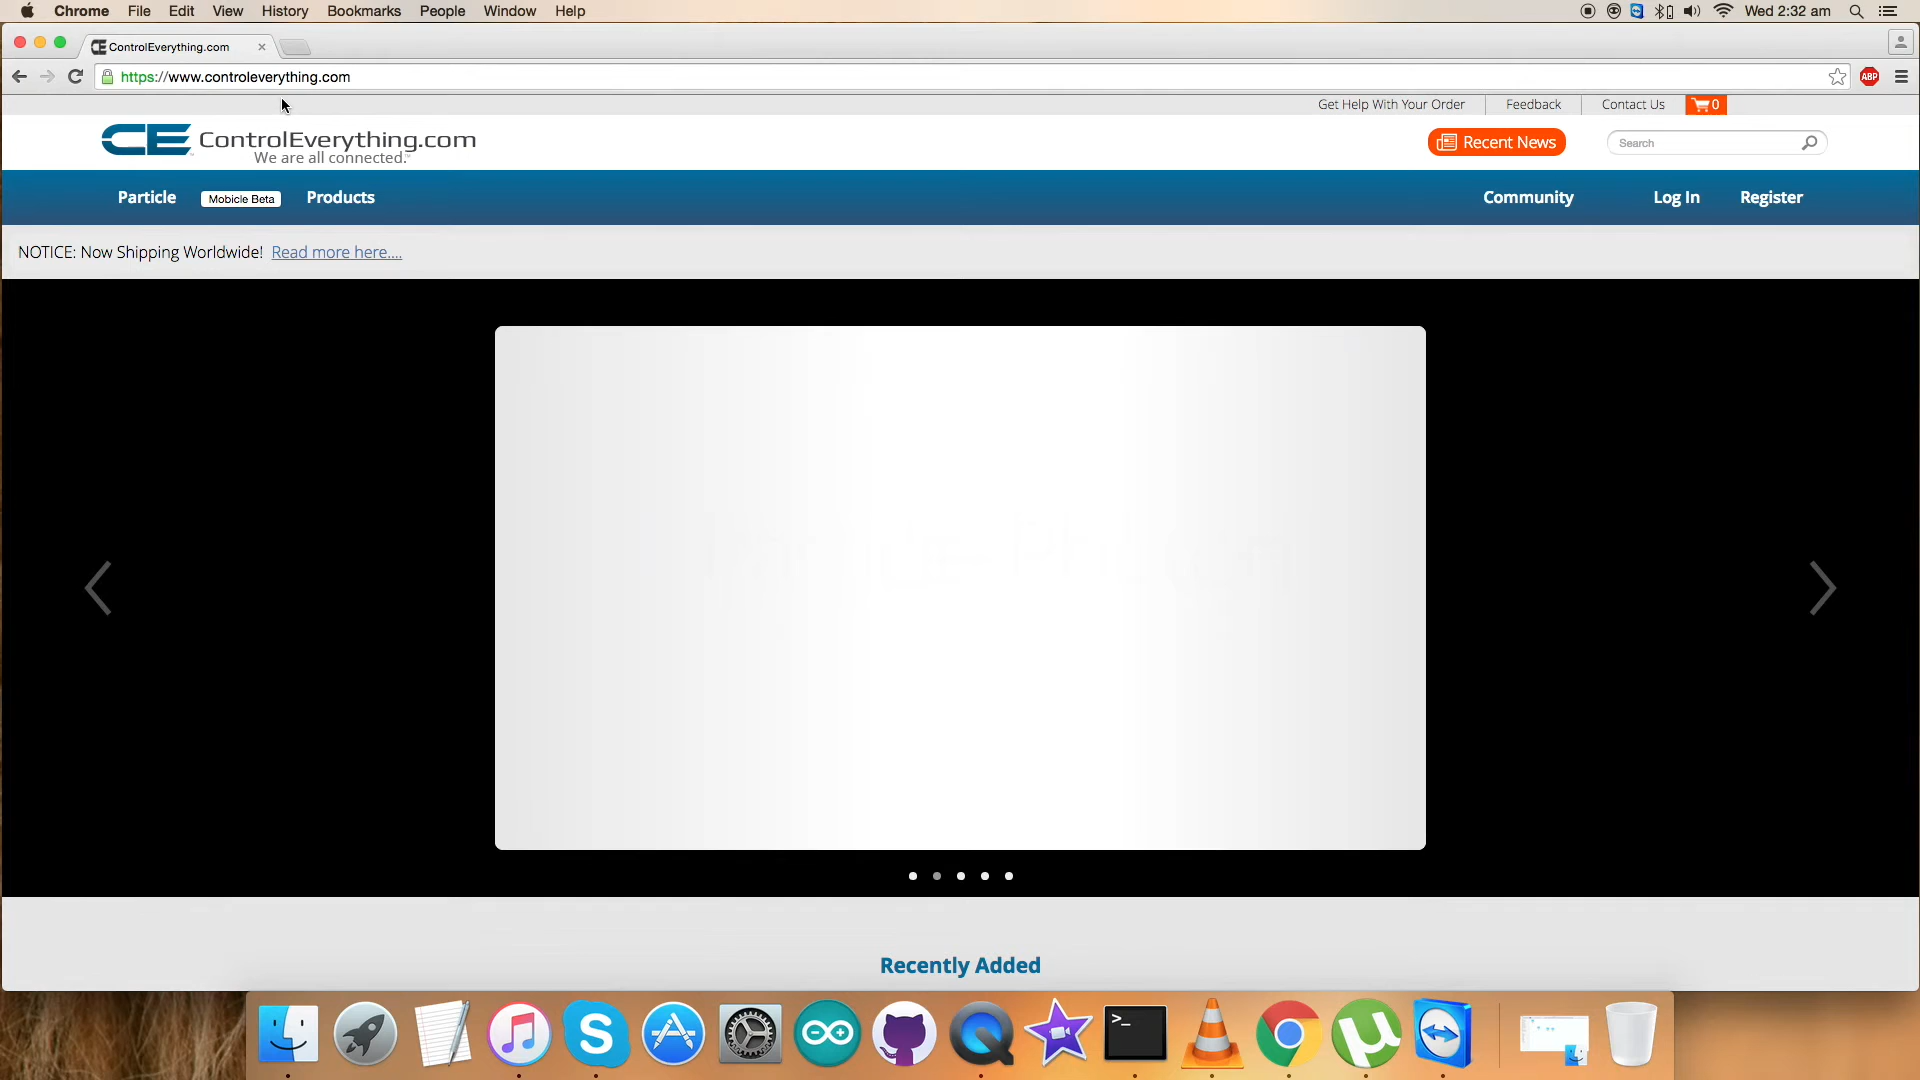 Chrome File Edit View History Bookmarks People Window Help Wed 2:32 am
ControlEverything.com
https://www.controleverything.com ABP
Get Help With Your Order Feedback Contact Us 0
CE ControlEverything.com
We are all connected.
Recent News Search
Particle Mobicle Beta Products Community Log In Register
NOTICE: Now Shipping Worldwide! Read more here....
Recently Added